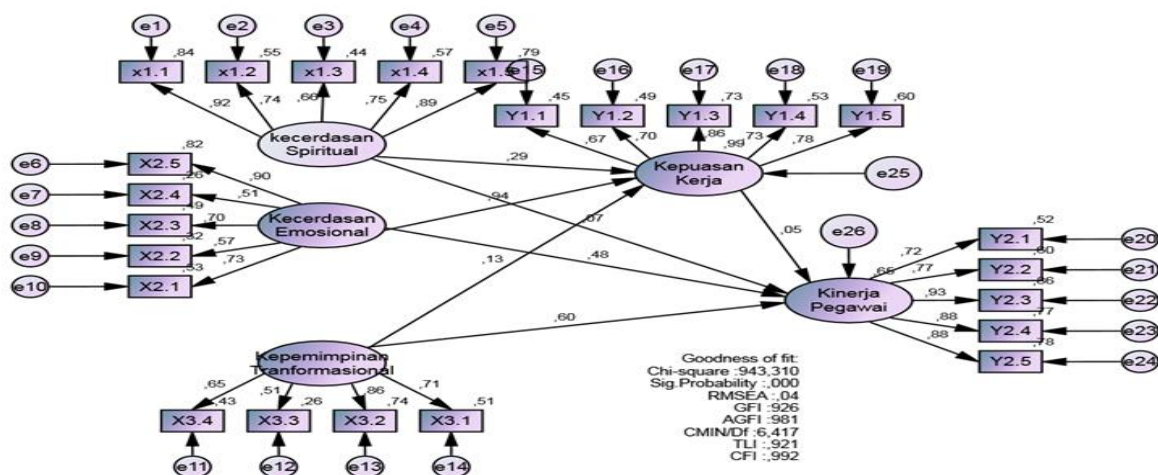 e1 e2 e3 e4 e5
,84 ,55 ,44 ,57 ,79
x1.1 x1.2 x1.3 x1.4
e15 e16 e17 e18 e19
,45 ,49 ,73 ,53 ,60
Y1.1 Y1.2 Y1.3 Y1.4 Y1.5
,92 ,74 ,66 ,75 ,89
,67 ,70 ,86 ,73 ,78
,99
kecerdasan
Spiritual
,29
Kepuasan
Kerja
e25
e6 X2.5 ,82 ,90
e7 X2.4 ,26 ,51
e8 X2.3 ,70
e9 X2.2 ,57
e10 X2.1 ,73
Kecerdasan
Emosional
,94
,07
,48
,13
,05
e26
,65
Kinerja
Pegawai
,72 Y2.1 ,52 e20
,77 Y2.2 e21
,93 Y2.3 e22
,88 Y2.4 ,77 e23
,88 Y2.5 ,78 e24
,60
Kepemimpinan
Tranformasional
,65 ,51 ,86 ,71
,43 ,26 ,74 ,51
X3.4 X3.3 X3.2 X3.1
e11 e12 e13 e14
Goodness of fit:
Chi-square :943,310
Sig.Probability :,000
RMSEA :,04
GFI :926
AGFI :981
CMIN/Df :6,417
TLI :,921
CFI :,992